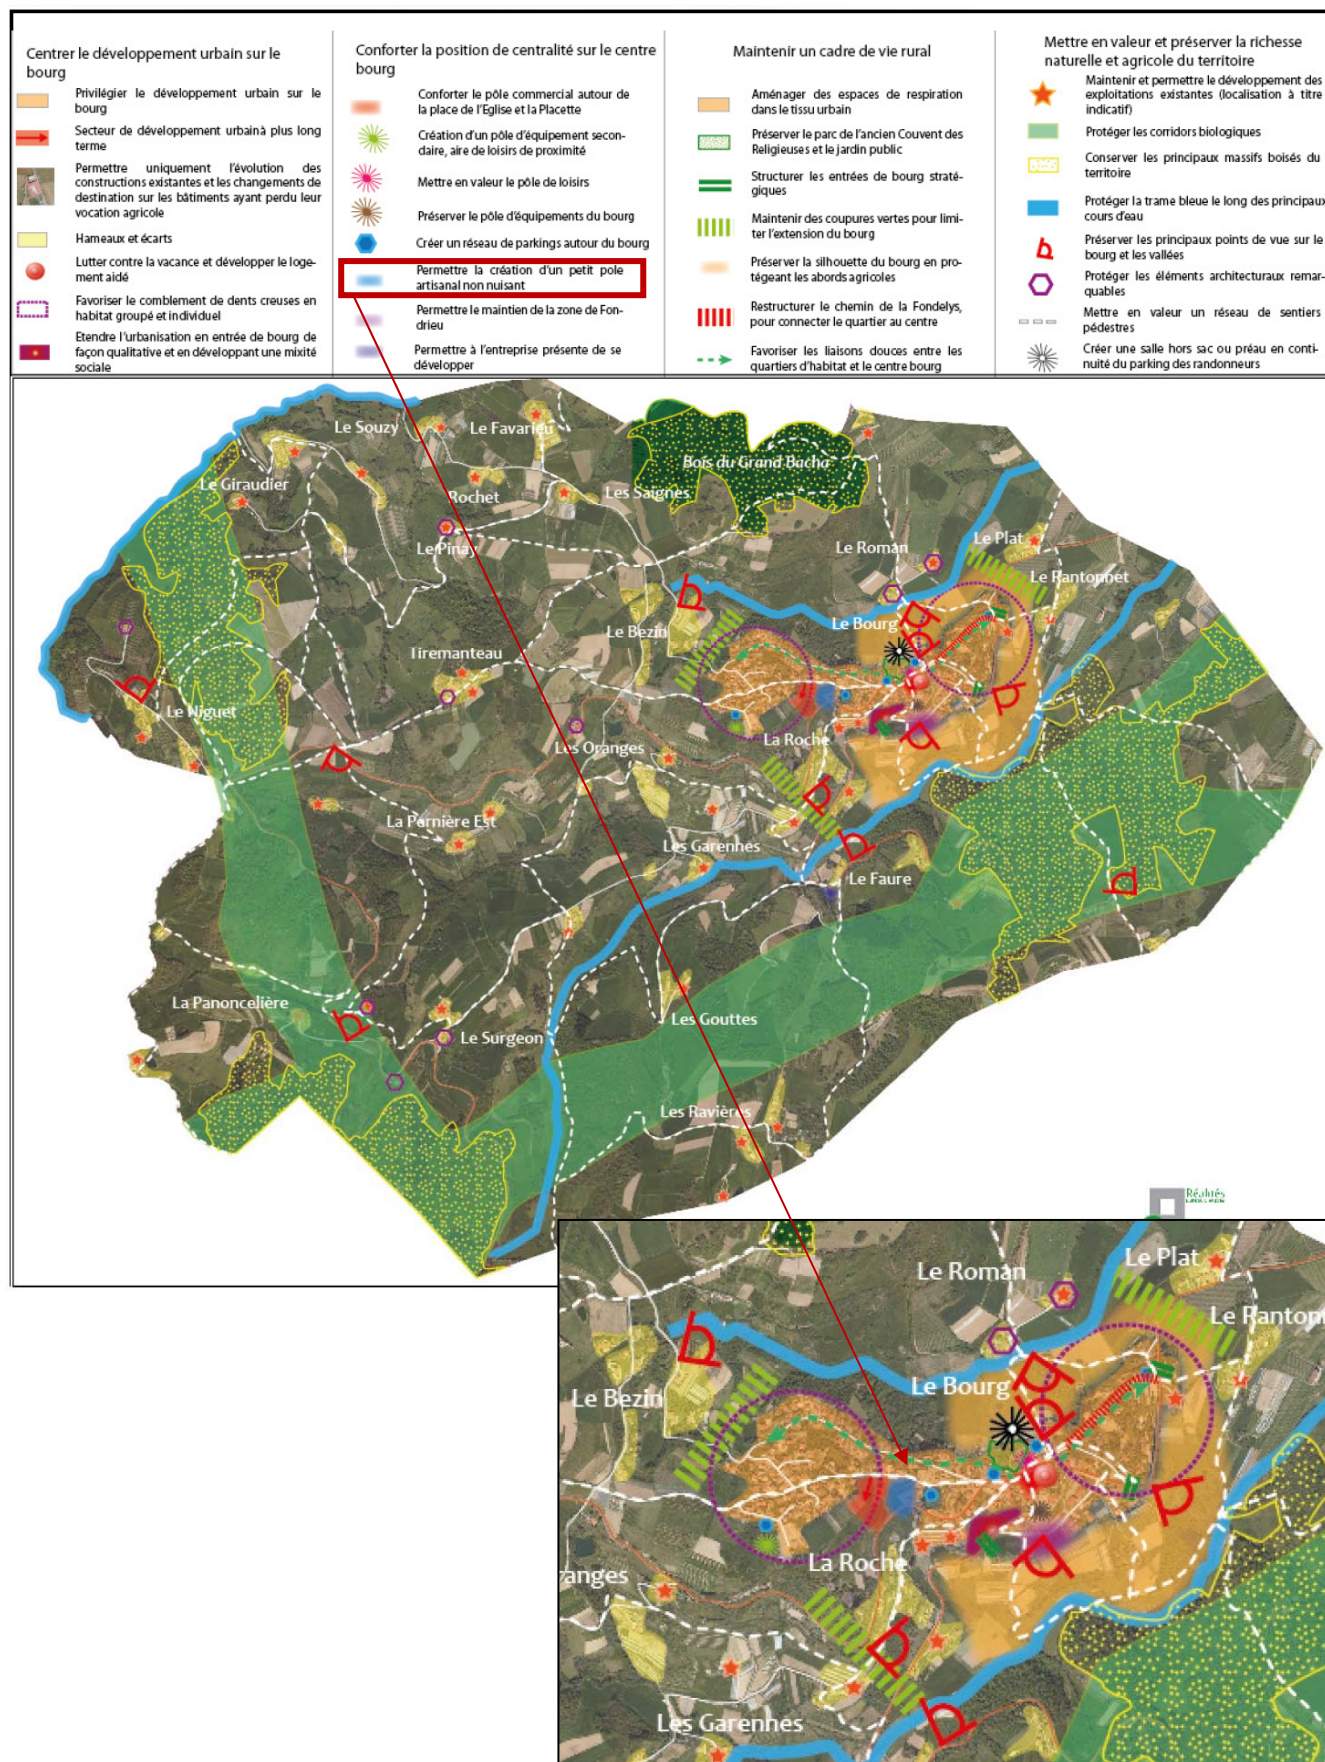 Centrer le développement urbain sur le
bourg
Privilégier le développement urbain sur le
bourg
Secteur de développement urbainà plus long
terme
Permettre uniquement l'évolution des
constructions existantes et les changements de
destination sur les bâtiments ayant perdu leur
vocation agricole
Hameaux et écarts
Lutter contre la vacance et développer le loge-
ment aidé
Favoriser le comblement de dents creuses en
habitat groupé et individuel
Etendre l'urbanisation en entrée de bourg de
façon qualitative et en développant une mixité
sociale
Conforter la position de centralité sur le centre
bourg
Conforter le pôle commercial autour de
la place de l'Eglise et la Placette
Création d'un pôle d'équipement secon-
daire, aire de loisirs de proximité
Mettre en valeur le pôle de loisirs
Préserver le pôle d'équipements du bourg
Créer un réseau de parkings autour du bourg
Permettre la création d'un petit pole
artisanal non nuisant
Permettre le maintien de la zone de Fon-
drieu
Permettre à l'entreprise présente de se
développer
Maintenir un cadre de vie rural
Aménager des espaces de respiration
dans le tissu urbain
Préserver le parc de l'ancien Couvent des
Religieuses et le jardin public
Structurer les entrées de bourg straté-
giques
Maintenir des coupures vertes pour limi-
ter l'extension du bourg
Préserver la silhouette du bourg en pro-
tégeant les abords agricoles
Restructurer le chemin de la Fondelys,
pour connecter le quartier au centre
Favoriser les liaisons douces entre les
quartiers d'habitat et le centre bourg
Mettre en valeur et préserver la richesse
naturelle et agricole du territoire
Maintenir et permettre le développement des
exploitations existantes (localisation à titre
indicatif)
Protéger les corridors biologiques
Conserver les principaux massifs boisés du
territoire
Protéger la trame bleue le long des principaux
cours d'eau
Préserver les principaux points de vue sur le
bourg et les vallées
Protéger les éléments architecturaux remar-
quables
Mettre en valeur un réseau de sentiers
pédestres
Créer une salle hors sac ou préau en conti-
nuité du parking des randonneurs
Le Souzy
Le Favarieu
Bois du Grand Bacha
Le Giraudier
Rochet
Les Saignes
Le Pinay
Le Roman
Le Plat
Le Rantonnet
Le Bezin
Le Bourg
Tiremanteau
Le Niguet
Les Oranges
La Roche
La Parnière Est
Les Garennes
Le Faure
La Panoncelière
Les Gouttes
Le Surgeon
Les Ravières
Réalités
Le Plat
Le Roman
Le Rantonn
Le Bezin
Le Bourg
La Roche
ranges
Les Garennes